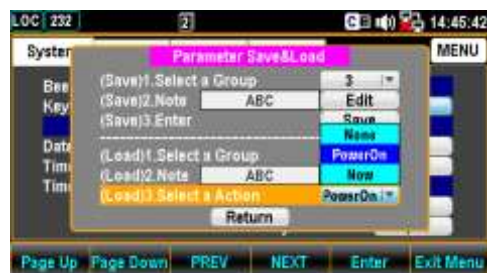 LOC 232 2 C 14:45:42
System MENU
Parameter Save&Load
(Save)1.Select a Group 3
(Save)2.Note ABC Edit
(Save)3.Enter Save
None
(Load)1.Select a Group PowerOn
(Load)2.Note ABC Now
(Load)3.Select a Action PowerOn
Return
Bee
Key
Date
Tim
Tim
Page Up Page Down PREV NEXT Enter Exit Menu